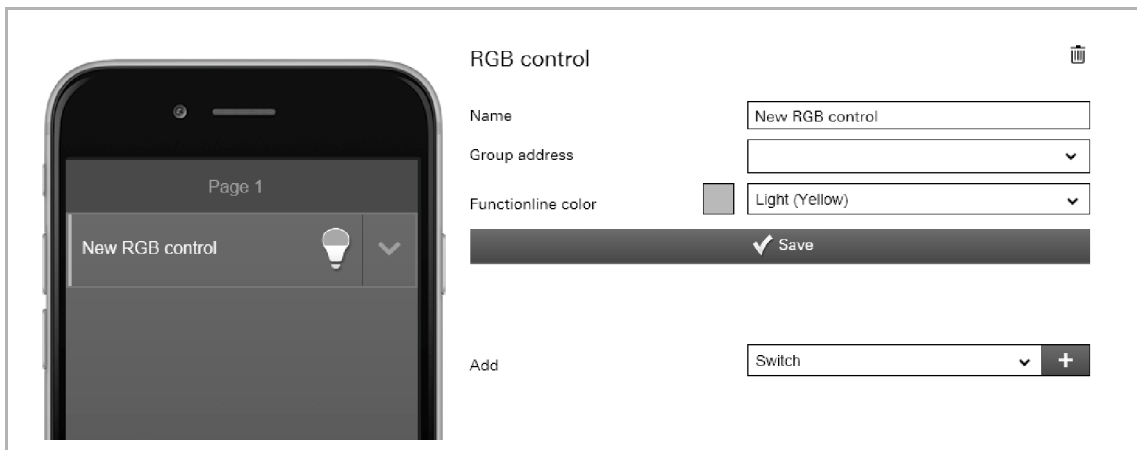 Page 1
New RGB control
RGB control
Name
New RGB control
Group address
Functionline color
Light (Yellow)
Save
Add
Switch
+